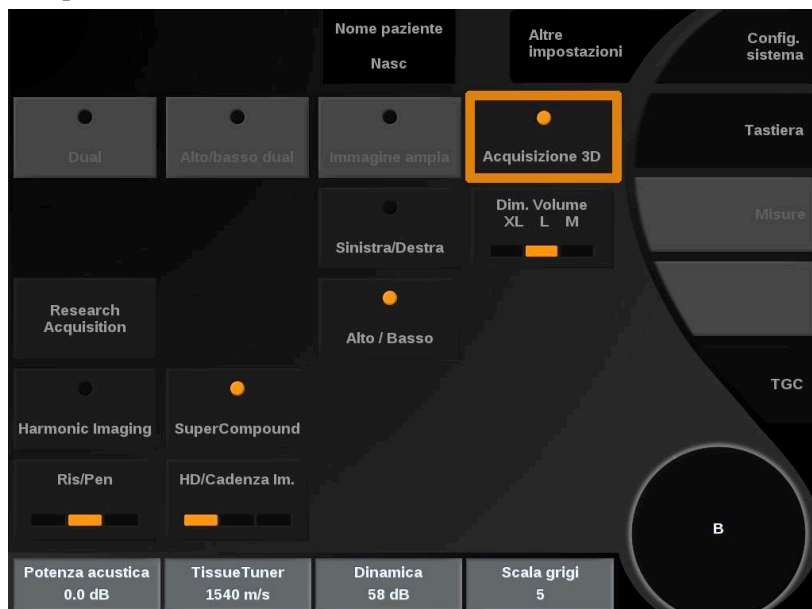 Nome paziente
Nasc
Altre
impostazioni
Config.
sistema
Dual
Alto/basso dual
Immagine ampla
Acquisizione 3D
Tastiera
Sinistra/Destra
Dim. Volume
XL L M
Misure
Research
Acquisition
Alto / Basso
Harmonic Imaging
SuperCompound
TGC
Ris/Pen
HD/Cadenza Im.
B
Potenza acustica
0.0 dB
TissueTuner
1540 m/s
Dinamica
58 dB
Scala grigi
5